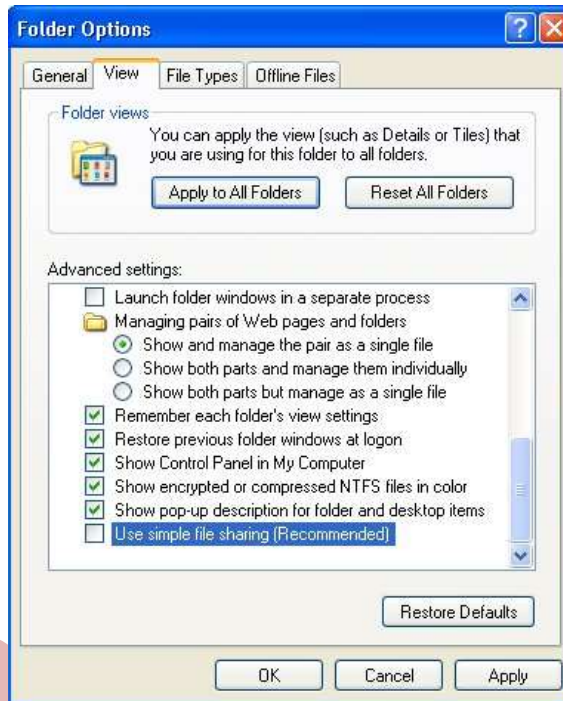 Folder Options
General View File Types Offline Files
Folder views
You can apply the view (such as Details or Tiles) that
you are using for this folder to all folders.
Apply to All Folders Reset All Folders
Advanced settings:
Launch folder windows in a separate process
Managing pairs of Web pages and folders
Show and manage the pair as a single file
Show both parts and manage them individually
Show both parts but manage as a single file
Remember each folder's view settings
Restore previous folder windows at logon
Show Control Panel in My Computer
Show encrypted or compressed NTFS files in color
Show pop-up description for folder and desktop items
Use simple file sharing (Recommended)
Restore Defaults
OK Cancel Apply